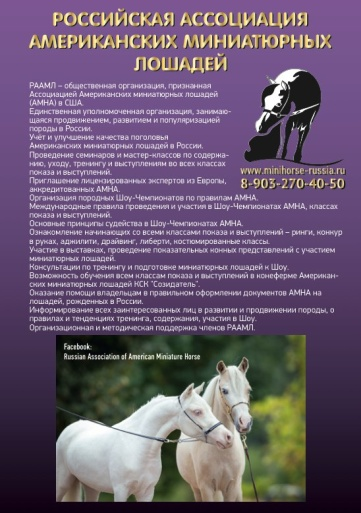 РОССИЙСКАЯ АССОЦИАЦИЯ
АМЕРИКАНСКИХ МИНИАТЮРНЫХ
ЛОШАДЕЙ
РААМЛ – общественная организация, признанная
Ассоциацией Американских миниатюрных лошадей
(АМНА) в США.
Единственная уполномоченная организация, занимаю-
щаяся продвижением, развитием и популяризацией
породы в России.
Учёт и улучшение качества поголовья
Американских миниатюрных лошадей в России.
Проведение семинаров и мастер-классов по содержа-
нию, уходу, тренингу и выступлениям во всех классах
показа и выступлений.
Приглашение лицензированных экспертов из Европы,
аккредитованных АМНА.
www.minihorse-russia.ru
8-903-270-40-50
Организация породных Шоу-Чемпионатов по правилам АМНА.
Международные правила проведения и участия в Шоу-Чемпионатах АМНА, классах
показа и выступлений.
Основные принципы судейства в Шоу-Чемпионатах АМНА.
Ознакомление начинающих со всеми классами показа и выступлений – ринги, конкур
в руках, аджилити, драйвинг, либерти, костюмированные классы.
Участие в выставках, проведение показательных конных представлений с участием
миниатюрных лошадей.
Консультации по тренингу и подготовке миниатюрных лошадей к Шоу.
Возможность обучения всем классам показа и выступлений в конеферме Американ-
ских миниатюрных лошадей КСК "Созидатель".
Оказание помощи владельцам в правильном оформлении документов АМНА на
лошадей, рожденных в России.
Информирование всех заинтересованных лиц в развитии и продвижении породы, о
правилах и тенденциях тренинга, содержания, участия в Шоу.
Организационная и методическая поддержка членов РААМЛ.
Facebook:
Russian Association of American Miniature Horse